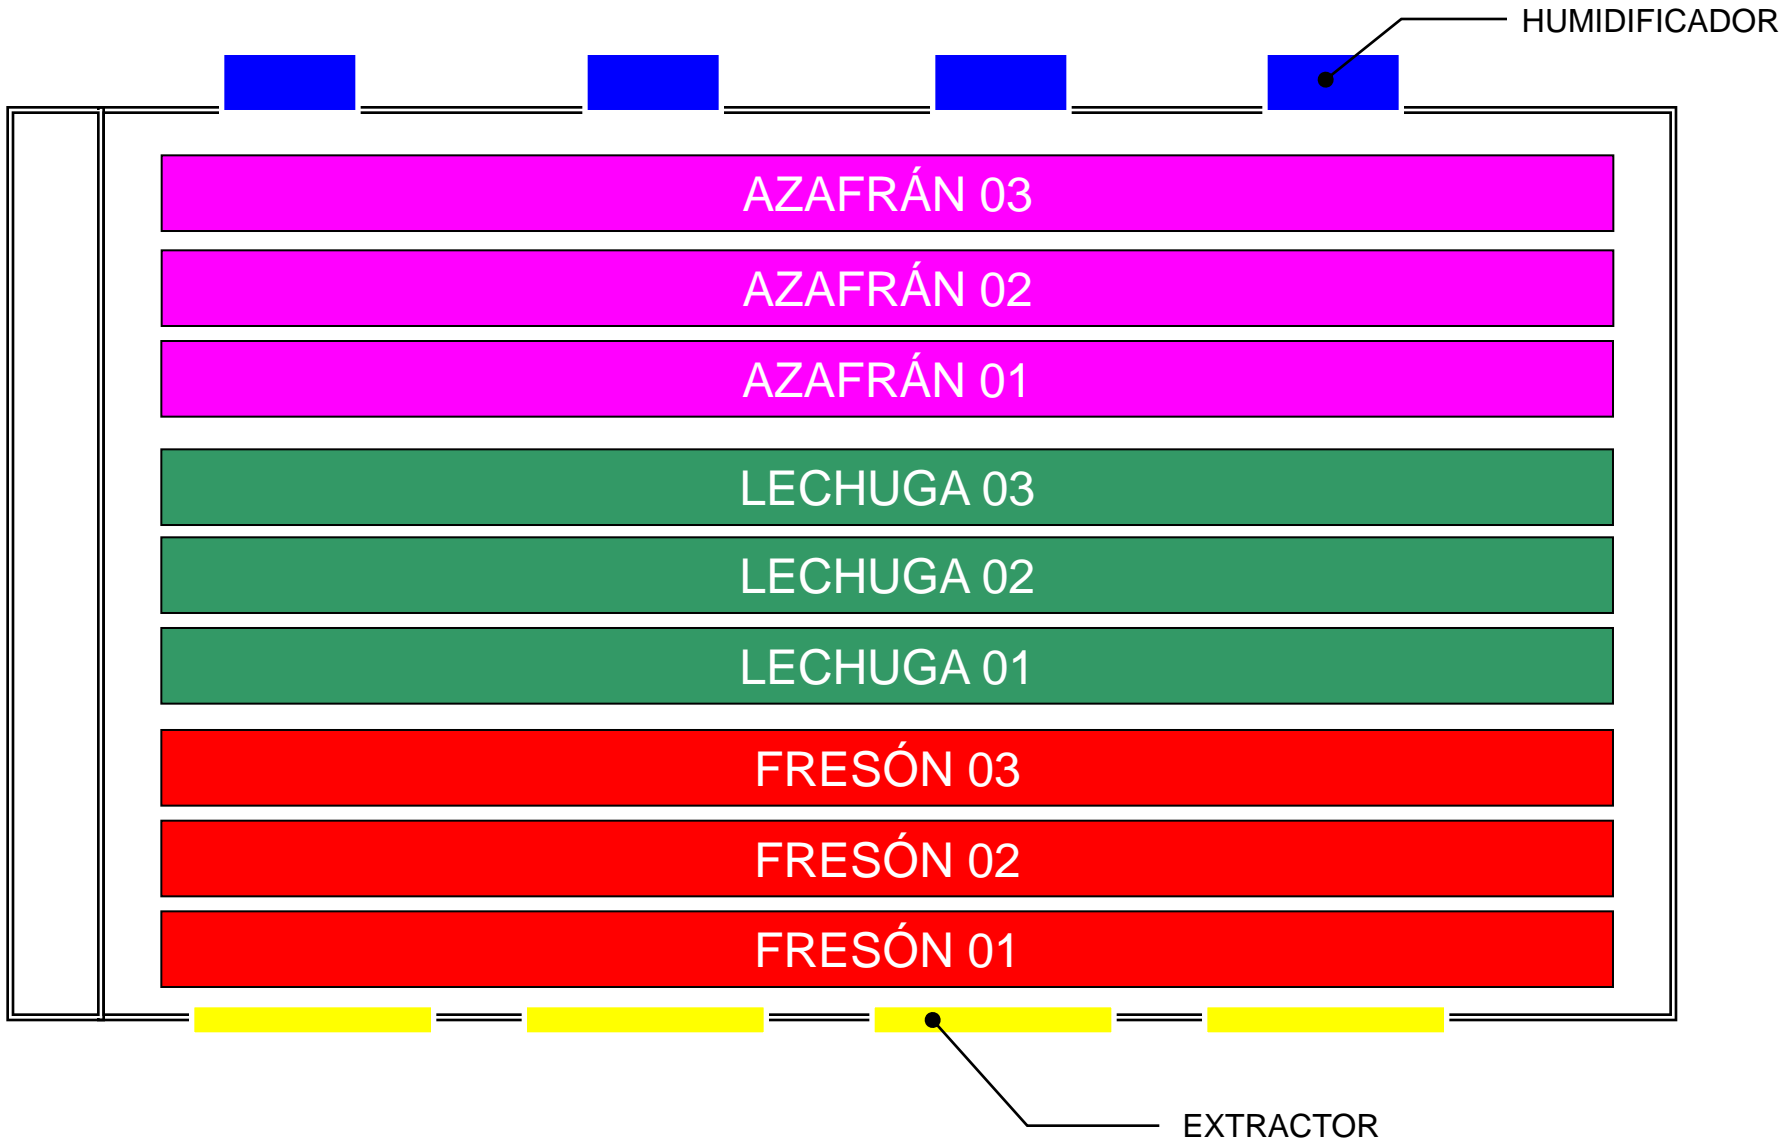 HUMIDIFICADOR
AZAFRÁN 03
AZAFRÁN 02
AZAFRÁN 01
LECHUGA 03
LECHUGA 02
LECHUGA 01
FRESÓN 03
FRESÓN 02
FRESÓN 01
EXTRACTOR